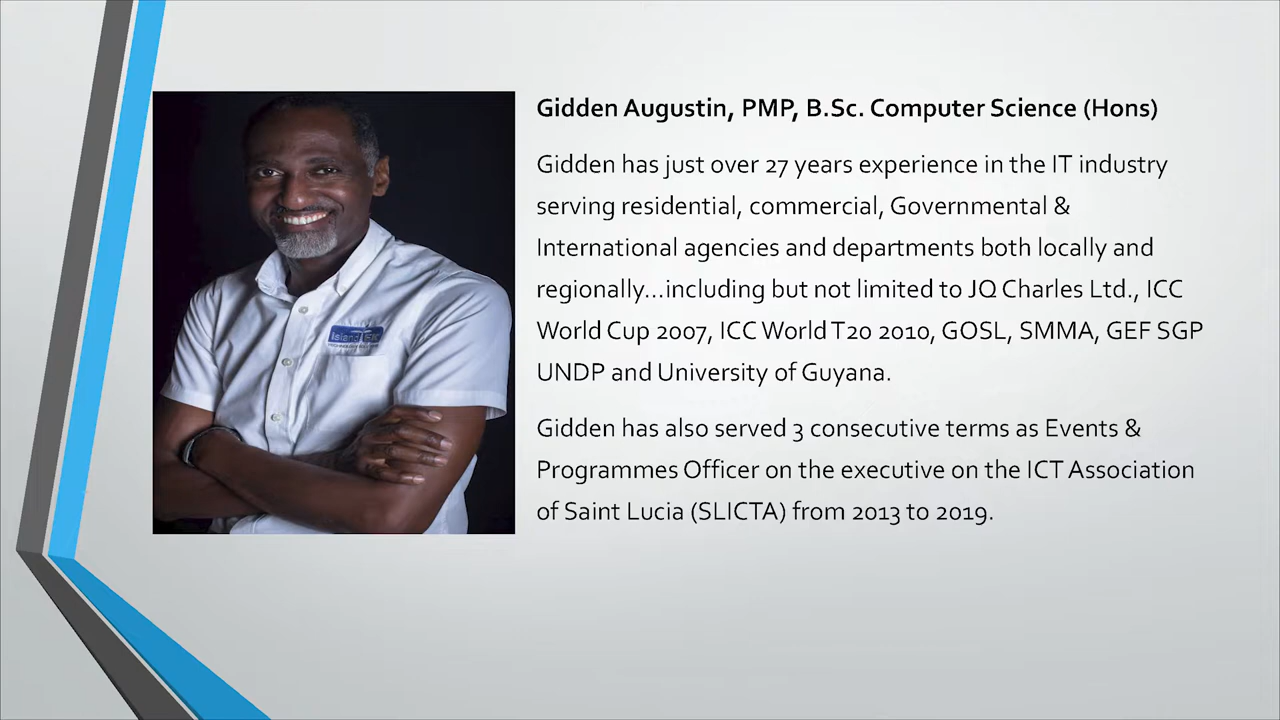 Gidden Augustin, PMP, B.Sc. Computer Science (Hons)
Gidden has just over 27 years experience in the IT industry
serving residential, commercial, Governmental &
International agencies and departments both locally and
regionally...including but not limited to JQ Charles Ltd., ICC
World Cup 2007, ICC World T20 2010, GOSL, SMMA, GEF SGP
UNDP and University of Guyana.
Gidden has also served 3 consecutive terms as Events &
Programmes Officer on the executive on the ICT Association
of Saint Lucia (SLICTA) from 2013 to 2019.
Island